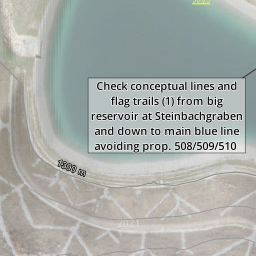 Check conceptual lines and
flag trails (1) from big
reservoir at Steinbachgraben
and down to main blue line
avoiding prop. 508/509/510
1300 m